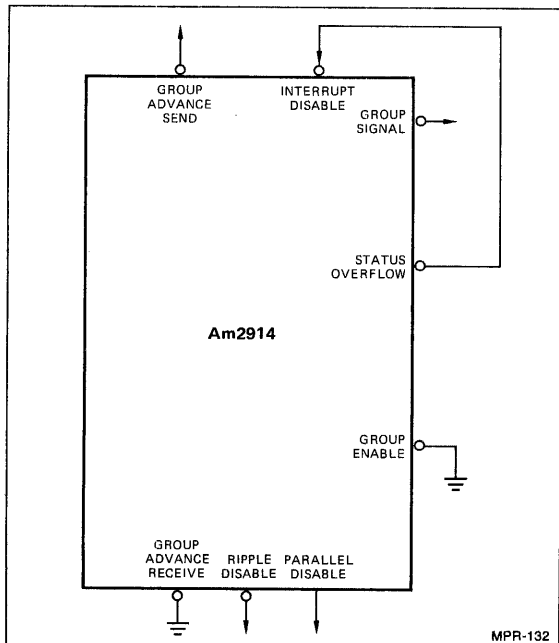 GROUP
ADVANCE
SEND
INTERRUPT
DISABLE
GROUP
SIGNAL
STATUS
OVERFLOW
Am2914
GROUP
ENABLE
GROUP
ADVANCE
RECEIVE
RIPPLE
DISABLE
PARALLEL
DISABLE
MPR-132